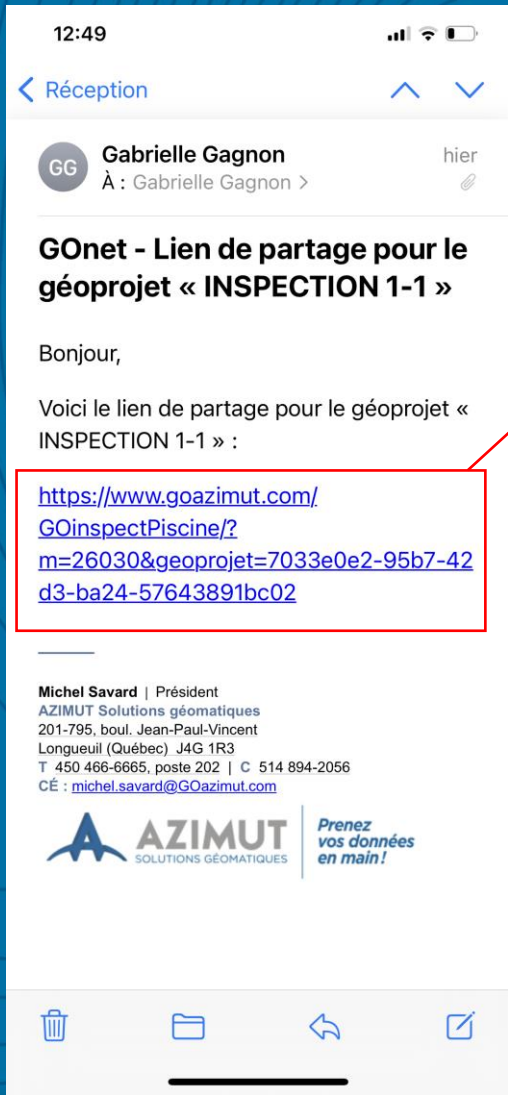 12:49
Réception
GG
Gabrielle Gagnon
hier
À : Gabrielle Gagnon >
GOnet - Lien de partage pour le
géoprojet « INSPECTION 1-1 »
Bonjour,
Voici le lien de partage pour le géoprojet «
INSPECTION 1-1 » :
https://www.goazimut.com/
GOinspectPiscine/?
m=26030&geoprojet=7033e0e2-95b7-42
d3-ba24-57643891bc02
Michel Savard | Président
AZIMUT Solutions géomatiques
201-795, boul. Jean-Paul-Vincent
Longueuil (Québec) J4G 1R3
T 450 466-6665, poste 202 | C 514 894-2056
CÉ : michel.savard@GOazimut.com
AZIMUT
SOLUTIONS GÉOMATIQUES
Prenez
vos données
en main!